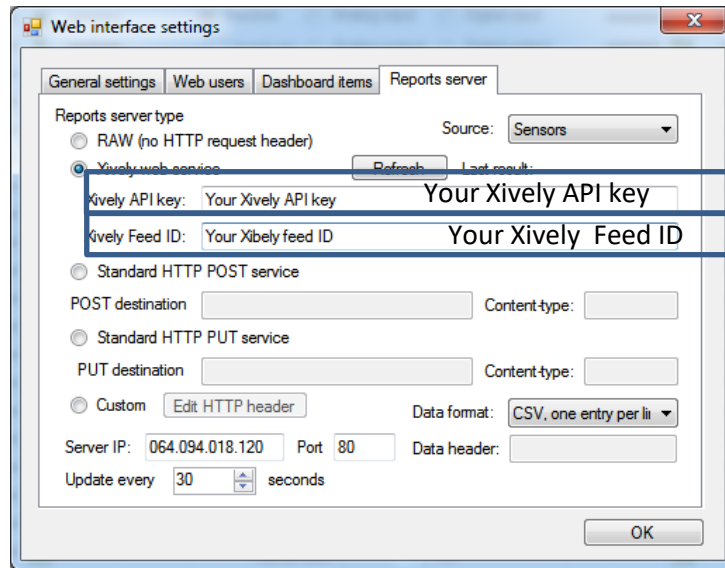 Web interface settings
General settings Web users Dashboard items Reports server
Reports server type
Source: Sensors
RAW (no HTTP request header)
Xively web service Refresh Last result:
Xively API key: Your Xively API key Your Xively API key
Xively Feed ID: Your Xibely feed ID Your Xively Feed ID
Standard HTTP POST service
POST destination Content-type:
Standard HTTP PUT service
PUT destination Content-type:
Custom Edit HTTP header Data format: CSV, one entry per li
Server IP: 064.094.018.120 Port 80 Data header:
Update every 30 seconds
OK